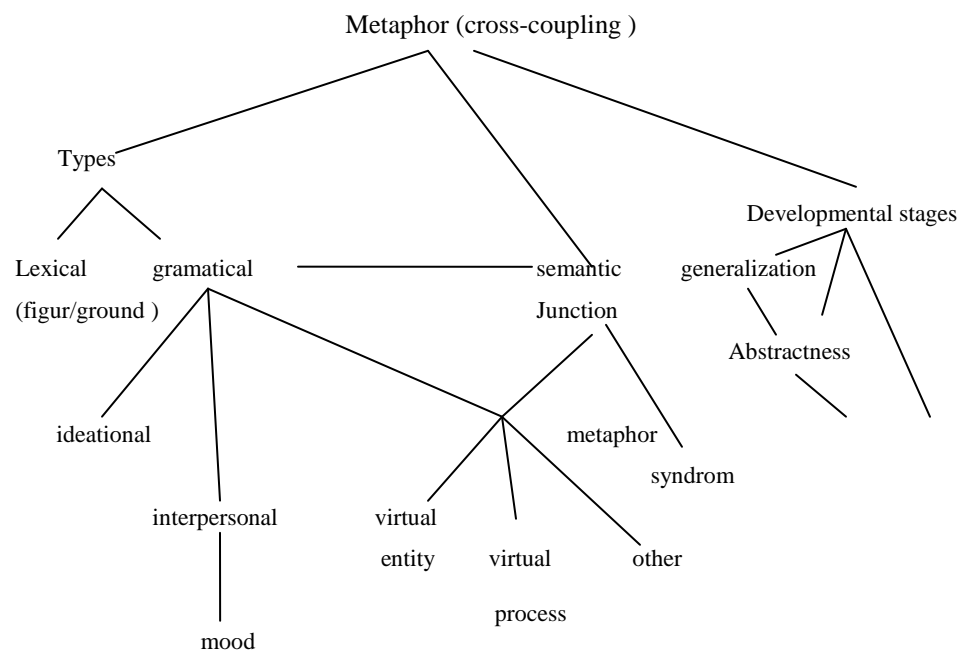 Metaphor (cross-coupling )
Types
Developmental stages
Lexical gramatical semantic generalization
(figur/ground ) Junction
Abstractness
ideational metaphor
syndrom
interpersonal virtual
entity virtual other
process
mood